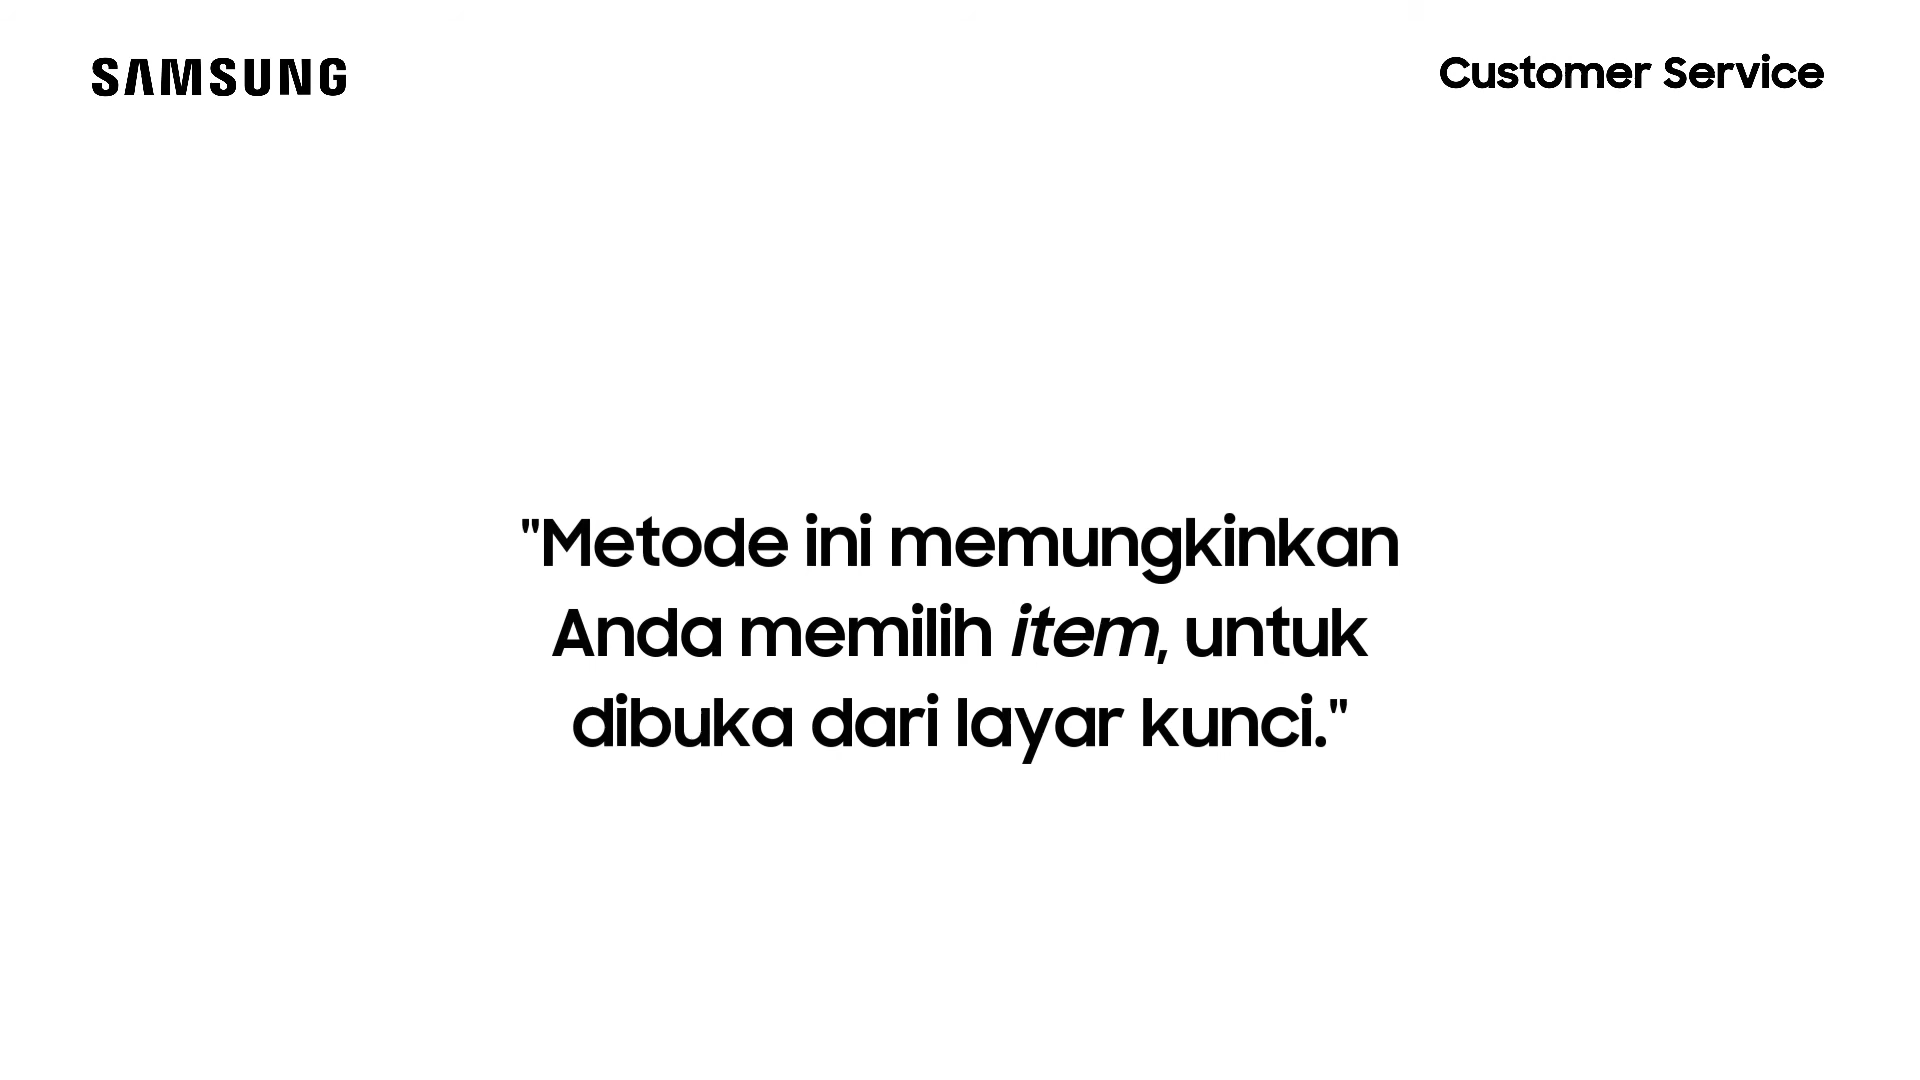 SAMSUNG
Customer Service
"Metode ini memungkinkan
Anda memilih item, untuk
dibuka dari layar kunci."